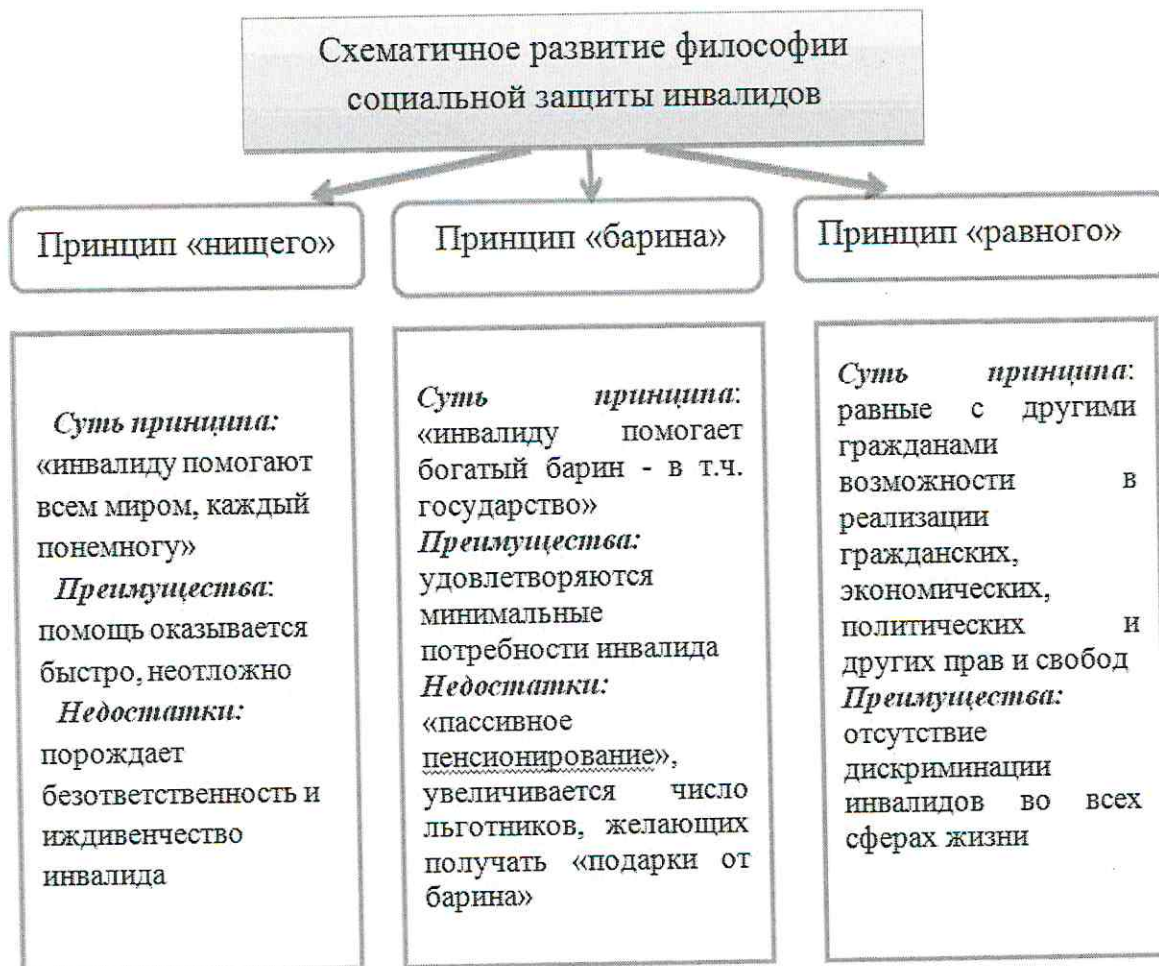 Схематичное развитие философии
социальной защиты инвалидов
Принцип «нищего»
Принцип «барина»
Принцип «равного»
Суть принципа:
«инвалиду помогают
всем миром, каждый
понемногу»
Преимущества:
помощь оказывается
быстро, неотложно
Недостатки:
порождает
безответственность и
иждивенчество
инвалида
Суть принципа:
«инвалиду помогает
богатый барин - в т.ч.
государство»
Преимущества:
удовлетворяются
минимальные
потребности инвалида
Недостатки:
«пассивное
пенсионирование»,
увеличивается число
льготников, желающих
получать «подарки от
барина»
Суть принципа:
равные с другими
гражданами
возможности в
реализации
гражданских,
экономических,
политических и
других прав и свобод
Преимущества:
отсутствие
дискриминации
инвалидов во всех
сферах жизни